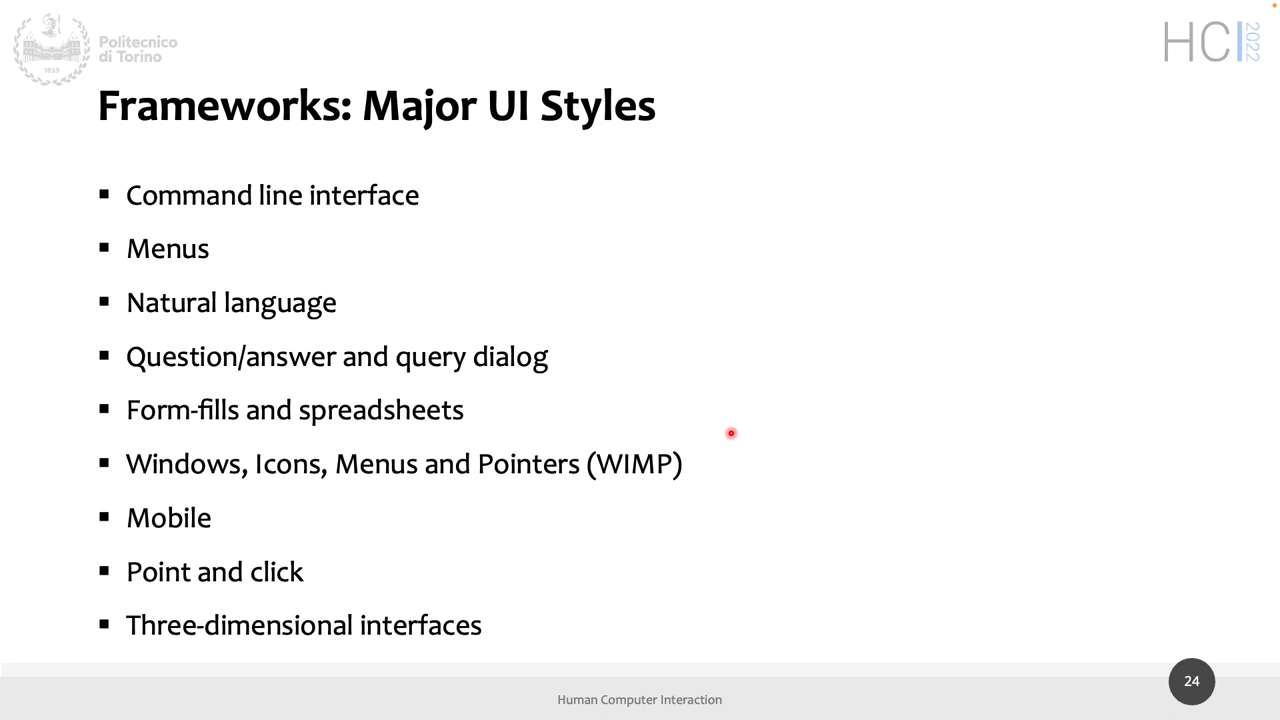 Politecnico
di Torino
1859
HCI 2022
Frameworks: Major UI Styles
▪ Command line interface
▪ Menus
▪ Natural language
▪ Question/answer and query dialog
▪ Form-fills and spreadsheets
▪ Windows, Icons, Menus and Pointers (WIMP)
▪ Mobile
▪ Point and click
▪ Three-dimensional interfaces
Human Computer Interaction
24